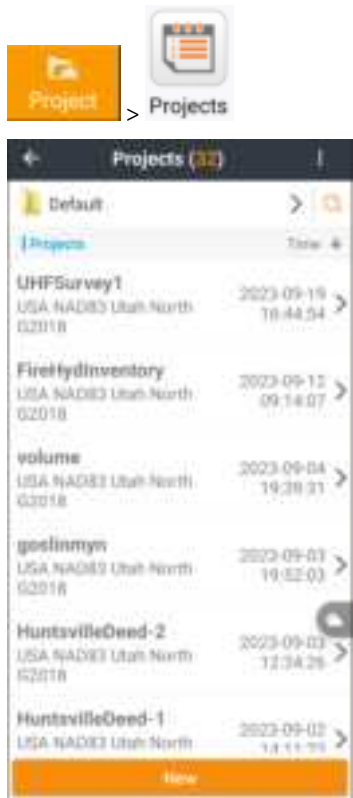 Project
>
Projects
Projects (32)
Default
Projects
Time
UHFSurvey1
USA NAD83 Utah North
G2018
2023-09-19
16:44:54
FireHydInventory
USA NAD83 Utah North
G2018
2023-09-12
09:14:07
volume
USA NAD83 Utah North
G2018
2023-09-04
19:39:31
goslinmyn
USA NAD83 Utah North
G2018
2023-09-03
19:52:03
HuntsvilleDeed-2
USA NAD83 Utah North
G2018
2023-09-03
12:34:26
HuntsvilleDeed-1
USA NAD83 Utah North
2023-09-02
New